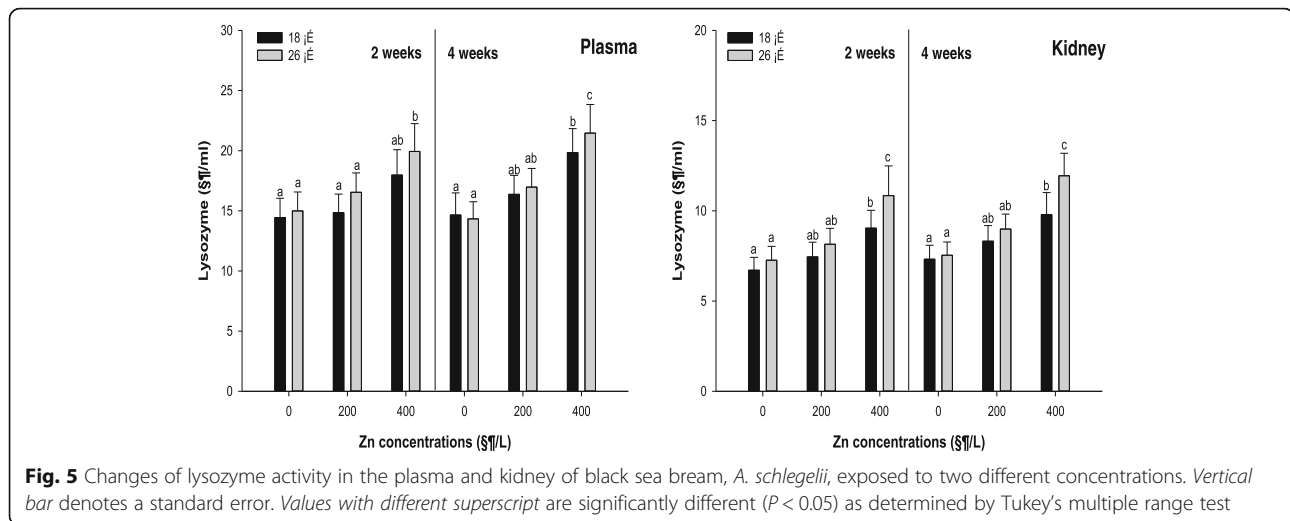 30
25
20
15
10
5
0
Lysozyme (§¶/ml)
18 ¡É
26 ¡É
2 weeks
4 weeks
Plasma
a
a
a
a
ab
b
a
a
ab
ab
b
c
0
200
400
0
200
400
20
15
10
5
0
Lysozyme (§¶/ml)
18 ¡É
26 ¡É
2 weeks
4 weeks
Kidney
a
a
ab
ab
b
c
a
a
ab
ab
b
c
0
200
400
0
200
400
Zn concentrations (§¶/L)
Zn concentrations (§¶/L)
Fig. 5 Changes of lysozyme activity in the plasma and kidney of black sea bream, A. schlegelii, exposed to two different concentrations. Vertical
bar denotes a standard error. Values with different superscript are significantly different (P < 0.05) as determined by Tukey's multiple range test